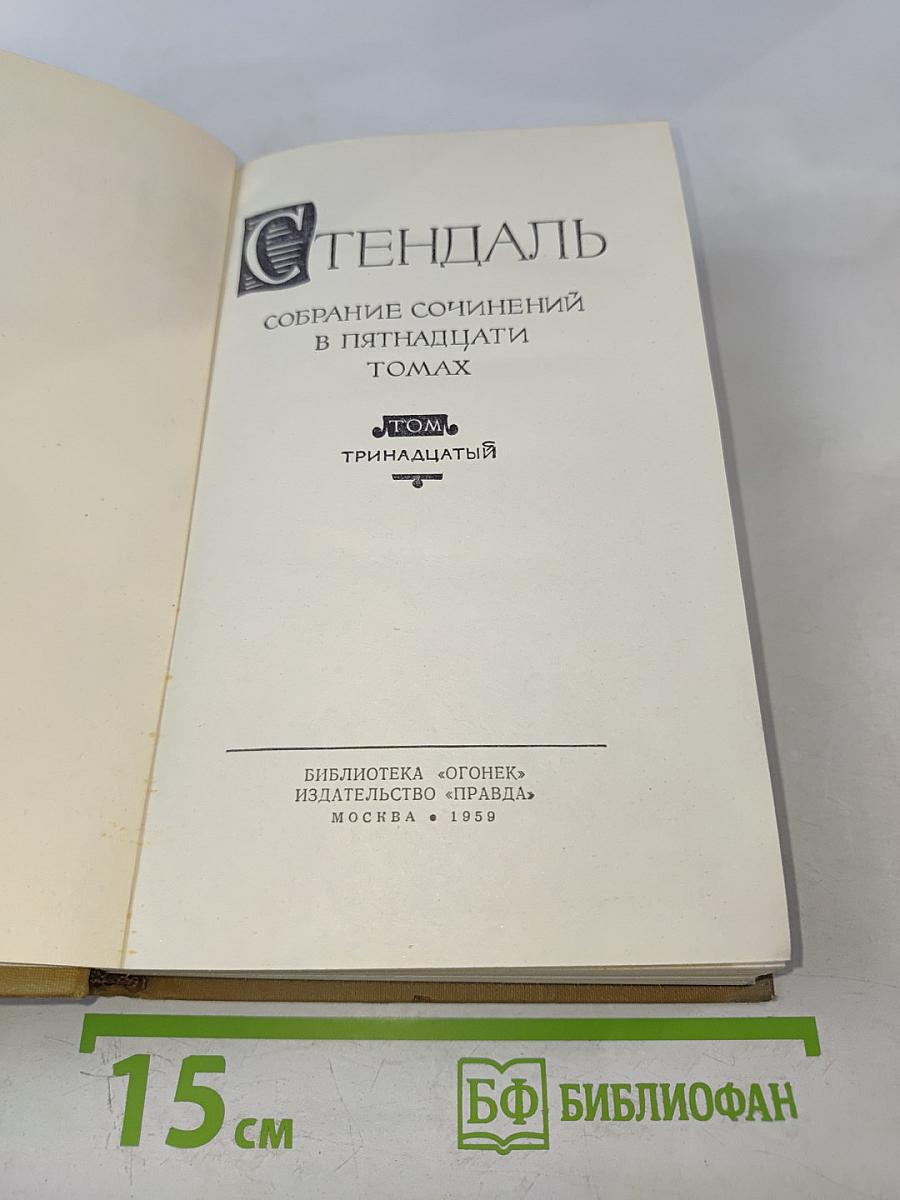 СТЕНДАЛЬ
СОБРАНИЕ СОЧИНЕНИЙ
В ПЯТНАДЦАТИ
ТОМАХ
ТОМ
ТРИНАДЦАТЫЙ
БИБЛИОТЕКА «ОГОНЕК»
ИЗДАТЕЛЬСТВО «ПРАВДА»
МОСКВА • 1959
15 см
БФ БИБЛИОФАН